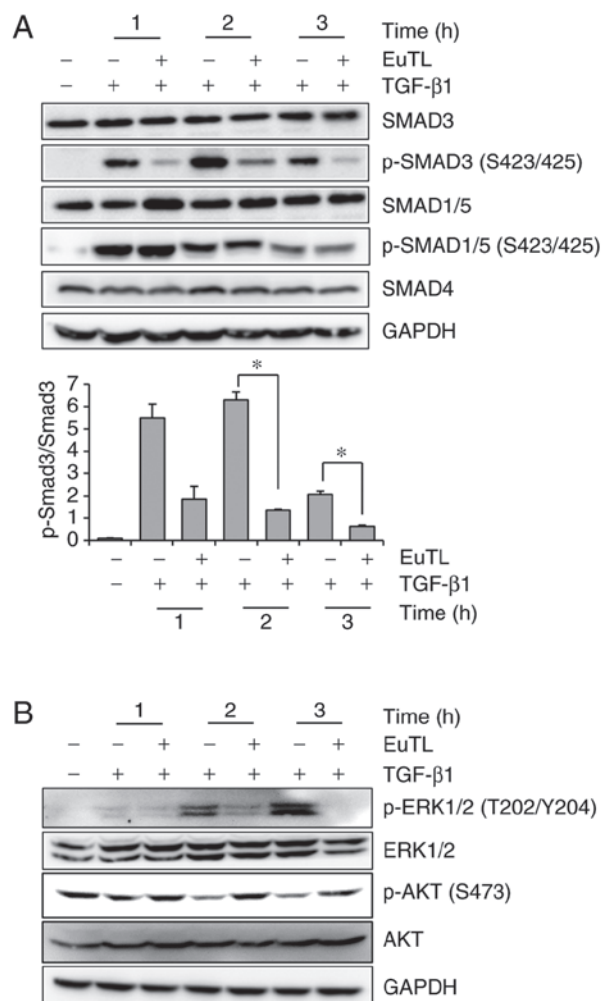 A
1 2 3 Time (h)
− − + − + − + EuTL
− + + + + + + TGF-β1
SMAD3
p-SMAD3 (S423/425)
SMAD1/5
p-SMAD1/5 (S423/425)
SMAD4
GAPDH
p-Smad3/Smad3
7
6
5
4
3
2
1
0
* *
− − + − + − + EuTL
− + + + + + + TGF-β1
1 2 3 Time (h)
B
1 2 3 Time (h)
− − + − + − + EuTL
− + + + + + + TGF-β1
p-ERK1/2 (T202/Y204)
ERK1/2
p-AKT (S473)
AKT
GAPDH